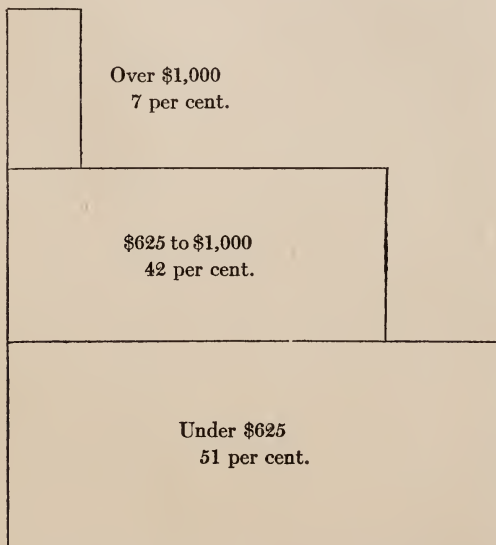 Over $1,000
7 per cent.
$625 to $1,000
42 per cent.
Under $625
51 per cent.